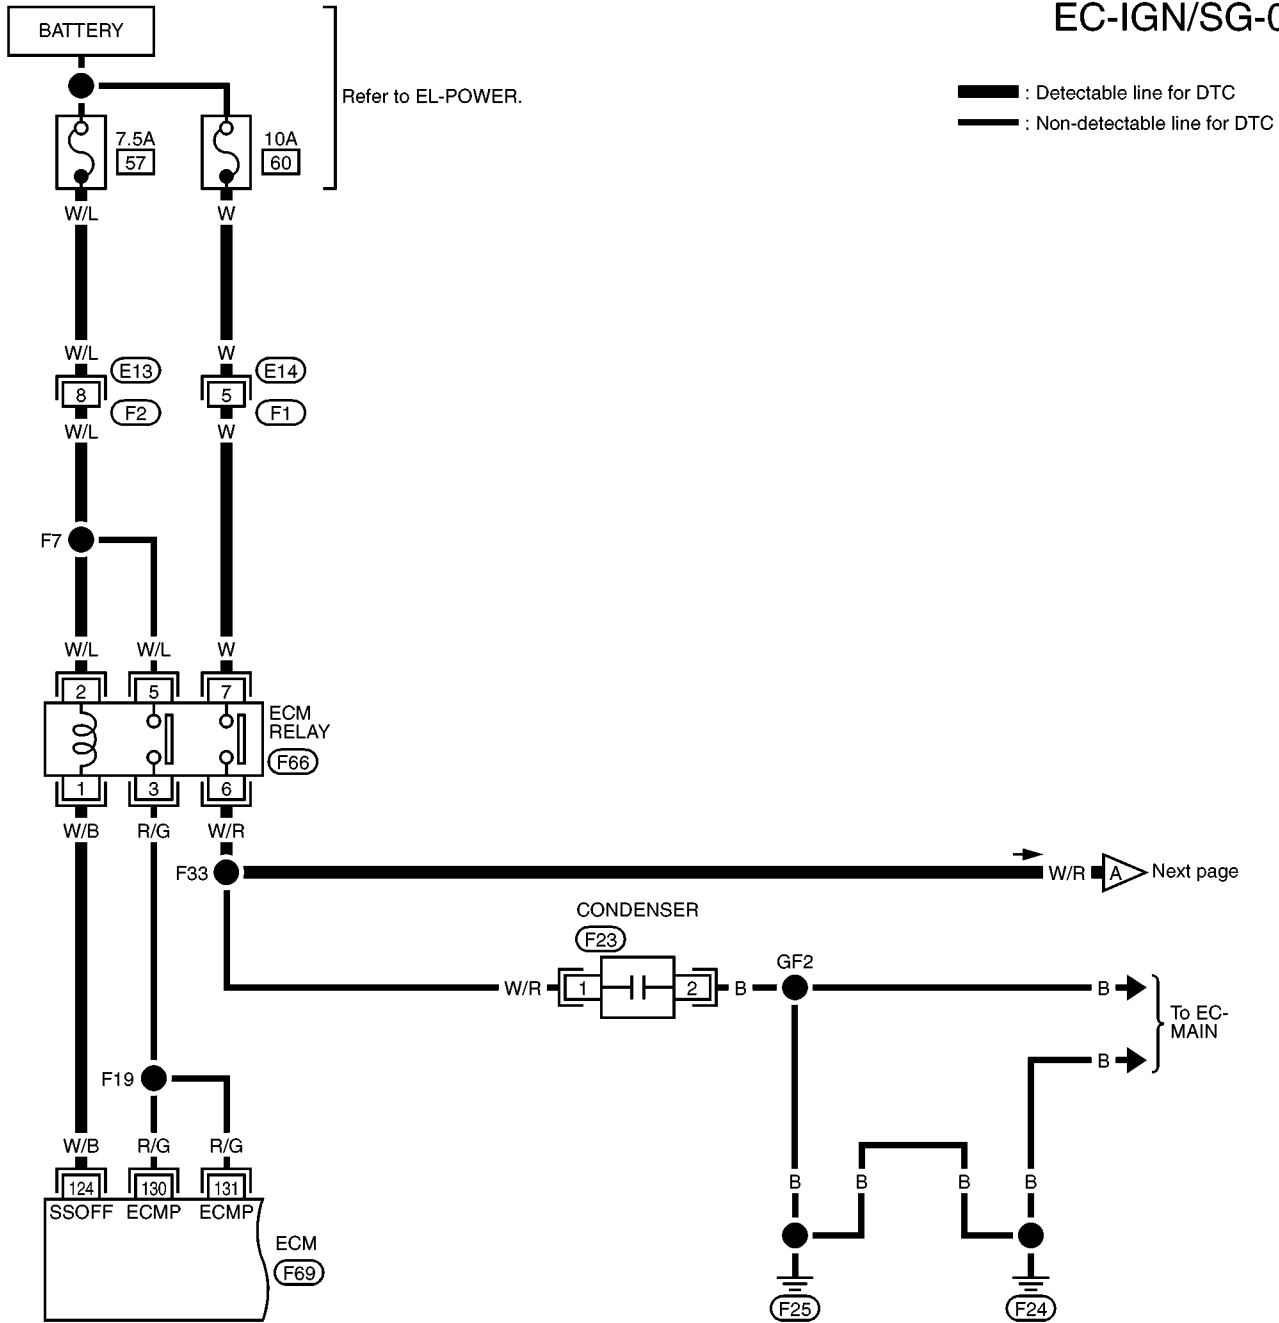 EC-IGN/SG-0
BATTERY
Refer to EL-POWER.
: Detectable line for DTC
: Non-detectable line for DTC
7.5A
57
10A
60
W/L
W
W/L
W
E13
E14
8
5
F2
F1
W/L
W
F7
W/L
W/L
W
2
5
7
ECM
RELAY
F66
1
3
6
W/B
R/G
W/R
F33
W/R
A
Next page
CONDENSER
F23
GF2
W/R
1
2
B
B
To EC-
MAIN
B
F19
W/B
R/G
R/G
B
B
B
B
124
130
131
SSOFF
ECMP
ECMP
ECM
F69
F25
F24